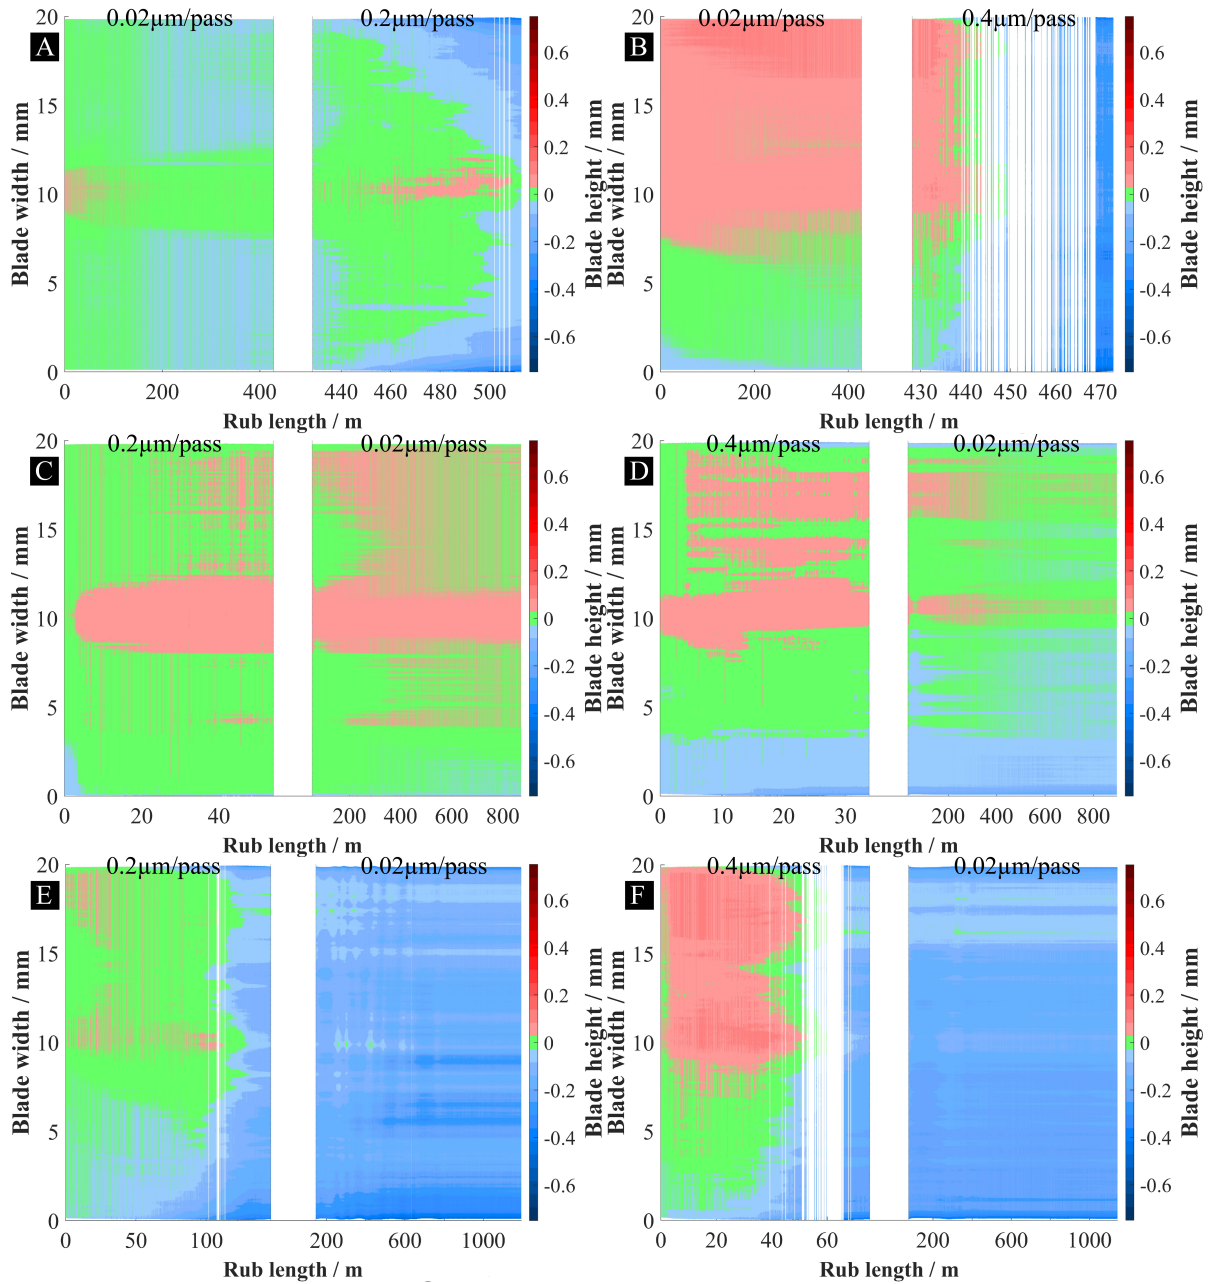 0.02µm/pass 0.2µm/pass
A
20
15
10
5
0
Blade width / mm
0 200 400 440 460 480 500
Rub length / m
0.6
0.4
0.2
0
-0.2
-0.4
-0.6
Blade height / mm
0.02µm/pass 0.4µm/pass
B
20
15
10
5
0
Blade width / mm
0 200 400 430 440 450 460 470
Rub length / m
0.6
0.4
0.2
0
-0.2
-0.4
-0.6
Blade height / mm
0.2µm/pass 0.02µm/pass
C
20
15
10
5
0
Blade width / mm
0 20 40 200 400 600 800
Rub length / m
0.6
0.4
0.2
0
-0.2
-0.4
-0.6
Blade height / mm
0.4µm/pass 0.02µm/pass
D
20
15
10
5
0
Blade width / mm
0 10 20 30 200 400 600 800
Rub length / m
0.6
0.4
0.2
0
-0.2
-0.4
-0.6
Blade height / mm
0.2µm/pass 0.02µm/pass
E
20
15
10
5
0
Blade width / mm
0 100 200 600 1000
Rub length / m
0.6
0.4
0.2
0
-0.2
-0.4
-0.6
Blade height / mm
0.4µm/pass 0.02µm/pass
F
20
15
10
5
0
Blade width / mm
0 20 40 60 200 600 1000
Rub length / m
0.6
0.4
0.2
0
-0.2
-0.4
-0.6
Blade height / mm